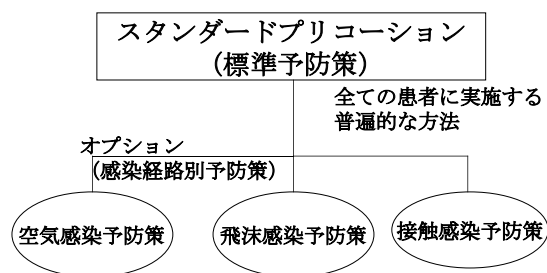 スタンダードプリコーション
（標準予防策）
全ての患者に実施する
普遍的な方法
オプション
（感染経路別予防策）
空気感染予防策
飛沫感染予防策
接触感染予防策